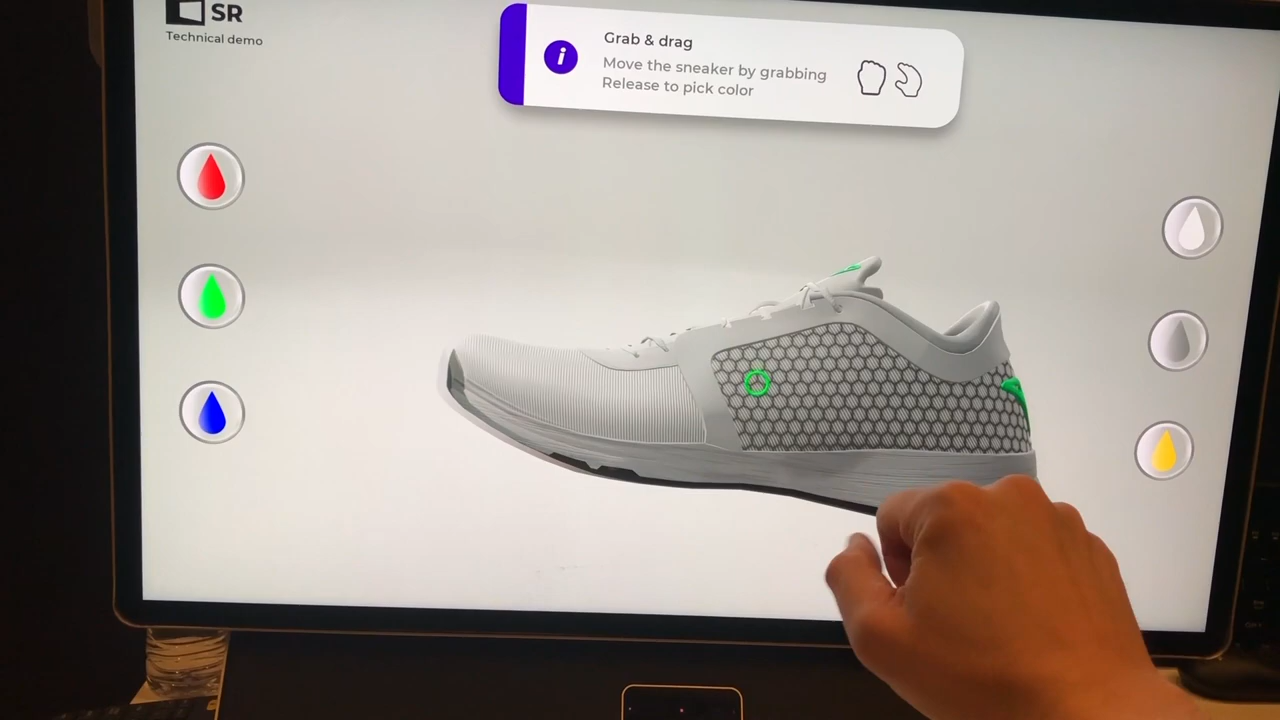 SR
Technical demo
i
Grab & drag
Move the sneaker by grabbing
Release to pick color